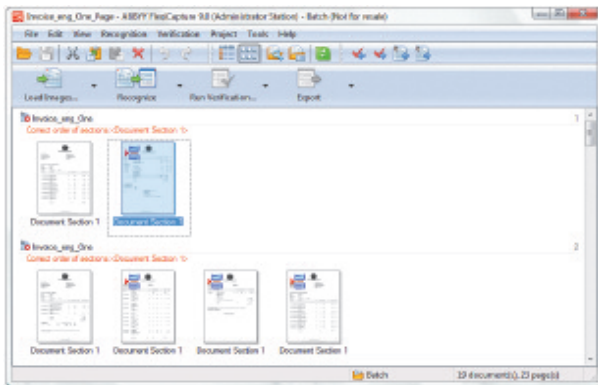 Invoice_eng_One_Page - ABBYY FlexiCapture 9.0 (Administrator Station) - Batch (Not for resale)
File Edit View Recognition Verification Project Tools Help
Load Images... Recognize Run Verification... Export
Invoice_eng_One 1
Correct order of sections:<Document Section 1>
Document Section 1 Document Section 1
Invoice_eng_One 2
Correct order of sections:<Document Section 1>
Document Section 1 Document Section 1 Document Section 1 Document Section 1
Batch 19 document(s), 23 page(s)